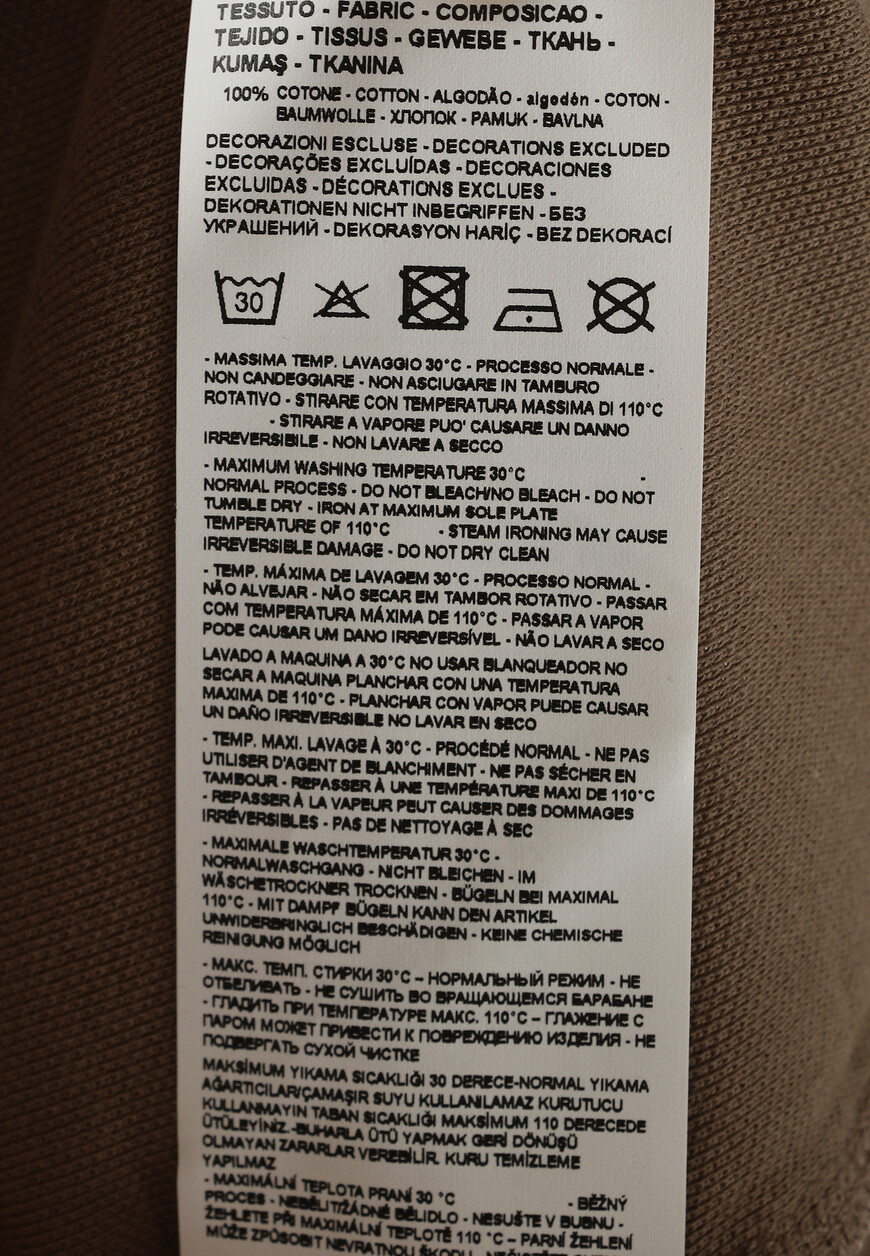 TESSUTO - FABRIC - COMPOSICAO -
TEJIDO - TISSUS - GEWEBE - ТКАНЬ -
KUMAŞ - TKANINA
100% COTONE - COTTON - ALGODÃO - algodón - COTON -
BAUMWOLLE - ХЛОПОК - PAMUK - BAVLNA
DECORAZIONI ESCLUSE - DECORATIONS EXCLUDED
- DECORAÇÕES EXCLUÍDAS - DECORACIONES
EXCLUIDAS - DÉCORATIONS EXCLUES -
DEKORATIONEN NICHT INBEGRIFFEN - БЕЗ
УКРАШЕНИЙ - DEKORASYON HARİÇ - BEZ DEKORACÍ
30
- MASSIMA TEMP. LAVAGGIO 30°C - PROCESSO NORMALE -
NON CANDEGGIARE - NON ASCIUGARE IN TAMBURO
ROTATIVO - STIRARE CON TEMPERATURA MASSIMA DI 110°C
- STIRARE A VAPORE PUO' CAUSARE UN DANNO
IRREVERSIBILE - NON LAVARE A SECCO
- MAXIMUM WASHING TEMPERATURE 30°C -
NORMAL PROCESS - DO NOT BLEACH/NO BLEACH - DO NOT
TUMBLE DRY - IRON AT MAXIMUM SOLE PLATE
TEMPERATURE OF 110°C - STEAM IRONING MAY CAUSE
IRREVERSIBLE DAMAGE - DO NOT DRY CLEAN
- TEMP. MÁXIMA DE LAVAGEM 30°C - PROCESSO NORMAL -
NÃO ALVEJAR - NÃO SECAR EM TAMBOR ROTATIVO - PASSAR
COM TEMPERATURA MÁXIMA DE 110°C - PASSAR A VAPOR
PODE CAUSAR UM DANO IRREVERSÍVEL - NÃO LAVAR A SECO
LAVADO A MAQUINA A 30°C NO USAR BLANQUEADOR NO
SECAR A MAQUINA PLANCHAR CON UNA TEMPERATURA
MAXIMA DE 110°C - PLANCHAR CON VAPOR PUEDE CAUSAR
UN DAÑO IRREVERSIBLE NO LAVAR EN SECO
- TEMP. MAXI. LAVAGE À 30°C - PROCÉDÉ NORMAL - NE PAS
UTILISER D'AGENT DE BLANCHIMENT - NE PAS SÉCHER EN
TAMBOUR - REPASSER À UNE TEMPÉRATURE MAXI DE 110°C
- REPASSER À LA VAPEUR PEUT CAUSER DES DOMMAGES
IRRÉVERSIBLES - PAS DE NETTOYAGE À SEC
- MAXIMALE WASCHTEMPERATUR 30°C -
NORMALWASCHGANG - NICHT BLEICHEN - IM
WÄSCHETROCKNER TROCKNEN - BÜGELN BEI MAXIMAL
110°C - MIT DAMPF BÜGELN KANN DEN ARTIKEL
UNWIDERBRINGLICH BESCHÄDIGEN - KEINE CHEMISCHE
REINIGUNG MÖGLICH
- МАКС. ТЕМП. СТИРКИ 30°C – НОРМАЛЬНЫЙ РЕЖИМ - НЕ
ОТБЕЛИВАТЬ - НЕ СУШИТЬ ВО ВРАЩАЮЩЕМСЯ БАРАБАНЕ
- ГЛАДИТЬ ПРИ ТЕМПЕРАТУРЕ МАКС. 110°C – ГЛАЖЕНИЕ С
ПАРОМ МОЖЕТ ПРИВЕСТИ К ПОВРЕЖДЕНИЮ ИЗДЕЛИЯ - НЕ
ПОДВЕРГАТЬ СУХОЙ ЧИСТКЕ
MAKSİMUM YIKAMA SICAKLIĞI 30 DERECE-NORMAL YIKAMA
AĞARTICILAR/ÇAMAŞIR SUYU KULLANILAMAZ KURUTUCU
KULLANMAYIN TABAN SICAKLIĞI MAKSİMUM 110 DERECEDE
ÜTÜLEYİNİZ.-BUHARLA ÜTÜ YAPMAK GERİ DÖNÜŞÜ
OLMAYAN ZARARLAR VEREBİLİR. KURU TEMİZLEME
YAPILMAZ
- MAXIMÁLNÍ TEPLOTA PRANÍ 30 °C - BĚŽNÝ
PROCES - NEBĚLIT/ŽÁDNÉ BĚLIDLO - NESUŠTE V BUBNU -
ŽEHLETE PŘI MAXIMÁLNÍ TEPLOTĚ 110 °C – PARNÍ ŽEHLENÍ
MŮŽE ZPŮSOBIT NEVRATNOU ŠKODU -